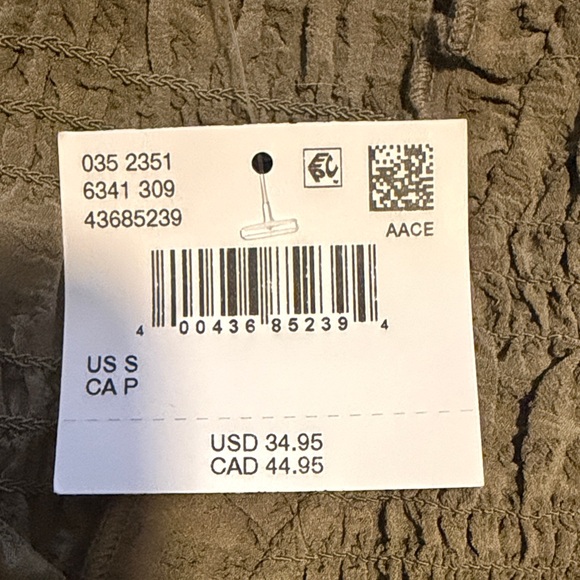 035 2351
6341 309
43685239
AACE
4 00436 85239 4
US S
CA P
USD 34.95
CAD 44.95